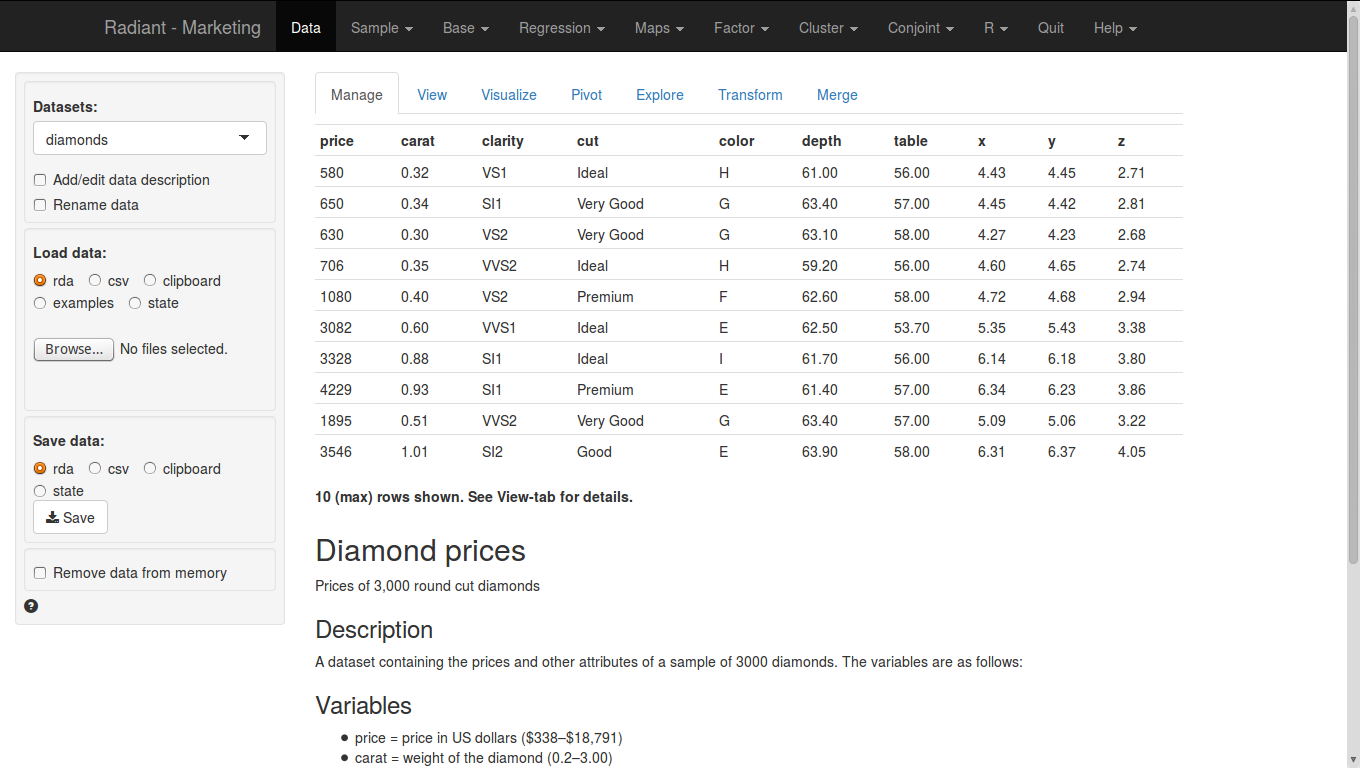 Radiant - Marketing Data Sample Base Regression Maps Factor Cluster Conjoint R Quit Help
Datasets:
diamonds
Add/edit data description
Rename data
Load data:
rda csv clipboard
examples state
Browse... No files selected.
Save data:
rda csv clipboard
state
Save
Remove data from memory
?
Manage View Visualize Pivot Explore Transform Merge
price carat clarity cut color depth table x y z
580 0.32 VS1 Ideal H 61.00 56.00 4.43 4.45 2.71
650 0.34 SI1 Very Good G 63.40 57.00 4.45 4.42 2.81
630 0.30 VS2 Very Good G 63.10 58.00 4.27 4.23 2.68
706 0.35 VVS2 Ideal H 59.20 56.00 4.60 4.65 2.74
1080 0.40 VS2 Premium F 62.60 58.00 4.72 4.68 2.94
3082 0.60 VVS1 Ideal E 62.50 53.70 5.35 5.43 3.38
3328 0.88 SI1 Ideal I 61.70 56.00 6.14 6.18 3.80
4229 0.93 SI1 Premium E 61.40 57.00 6.34 6.23 3.86
1895 0.51 VVS2 Very Good G 63.40 57.00 5.09 5.06 3.22
3546 1.01 SI2 Good E 63.90 58.00 6.31 6.37 4.05
10 (max) rows shown. See View-tab for details.
Diamond prices
Prices of 3,000 round cut diamonds
Description
A dataset containing the prices and other attributes of a sample of 3000 diamonds. The variables are as follows:
Variables
• price = price in US dollars ($338–$18,791)
• carat = weight of the diamond (0.2–3.00)